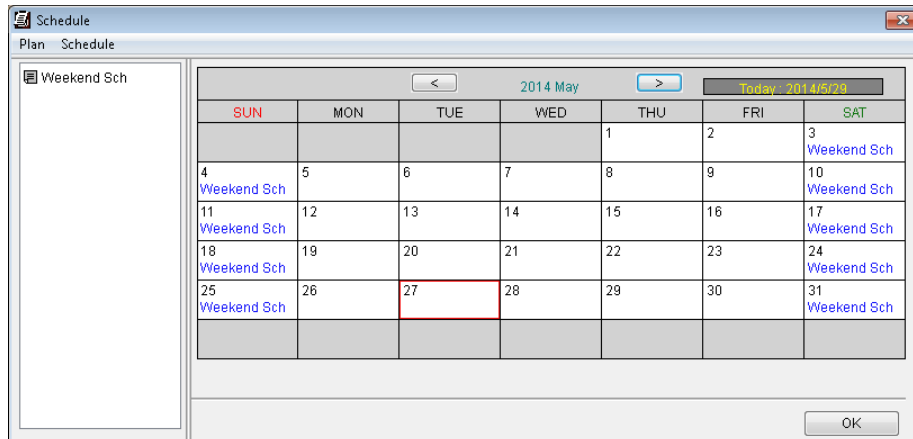 Schedule
Plan Schedule
Weekend Sch
< 2014 May > Today : 2014/5/29
SUN MON TUE WED THU FRI SAT
1 2 3
Weekend Sch
4 5 6 7 8 9 10
Weekend Sch Weekend Sch
11 12 13 14 15 16 17
Weekend Sch Weekend Sch
18 19 20 21 22 23 24
Weekend Sch Weekend Sch
25 26 27 28 29 30 31
Weekend Sch Weekend Sch
OK